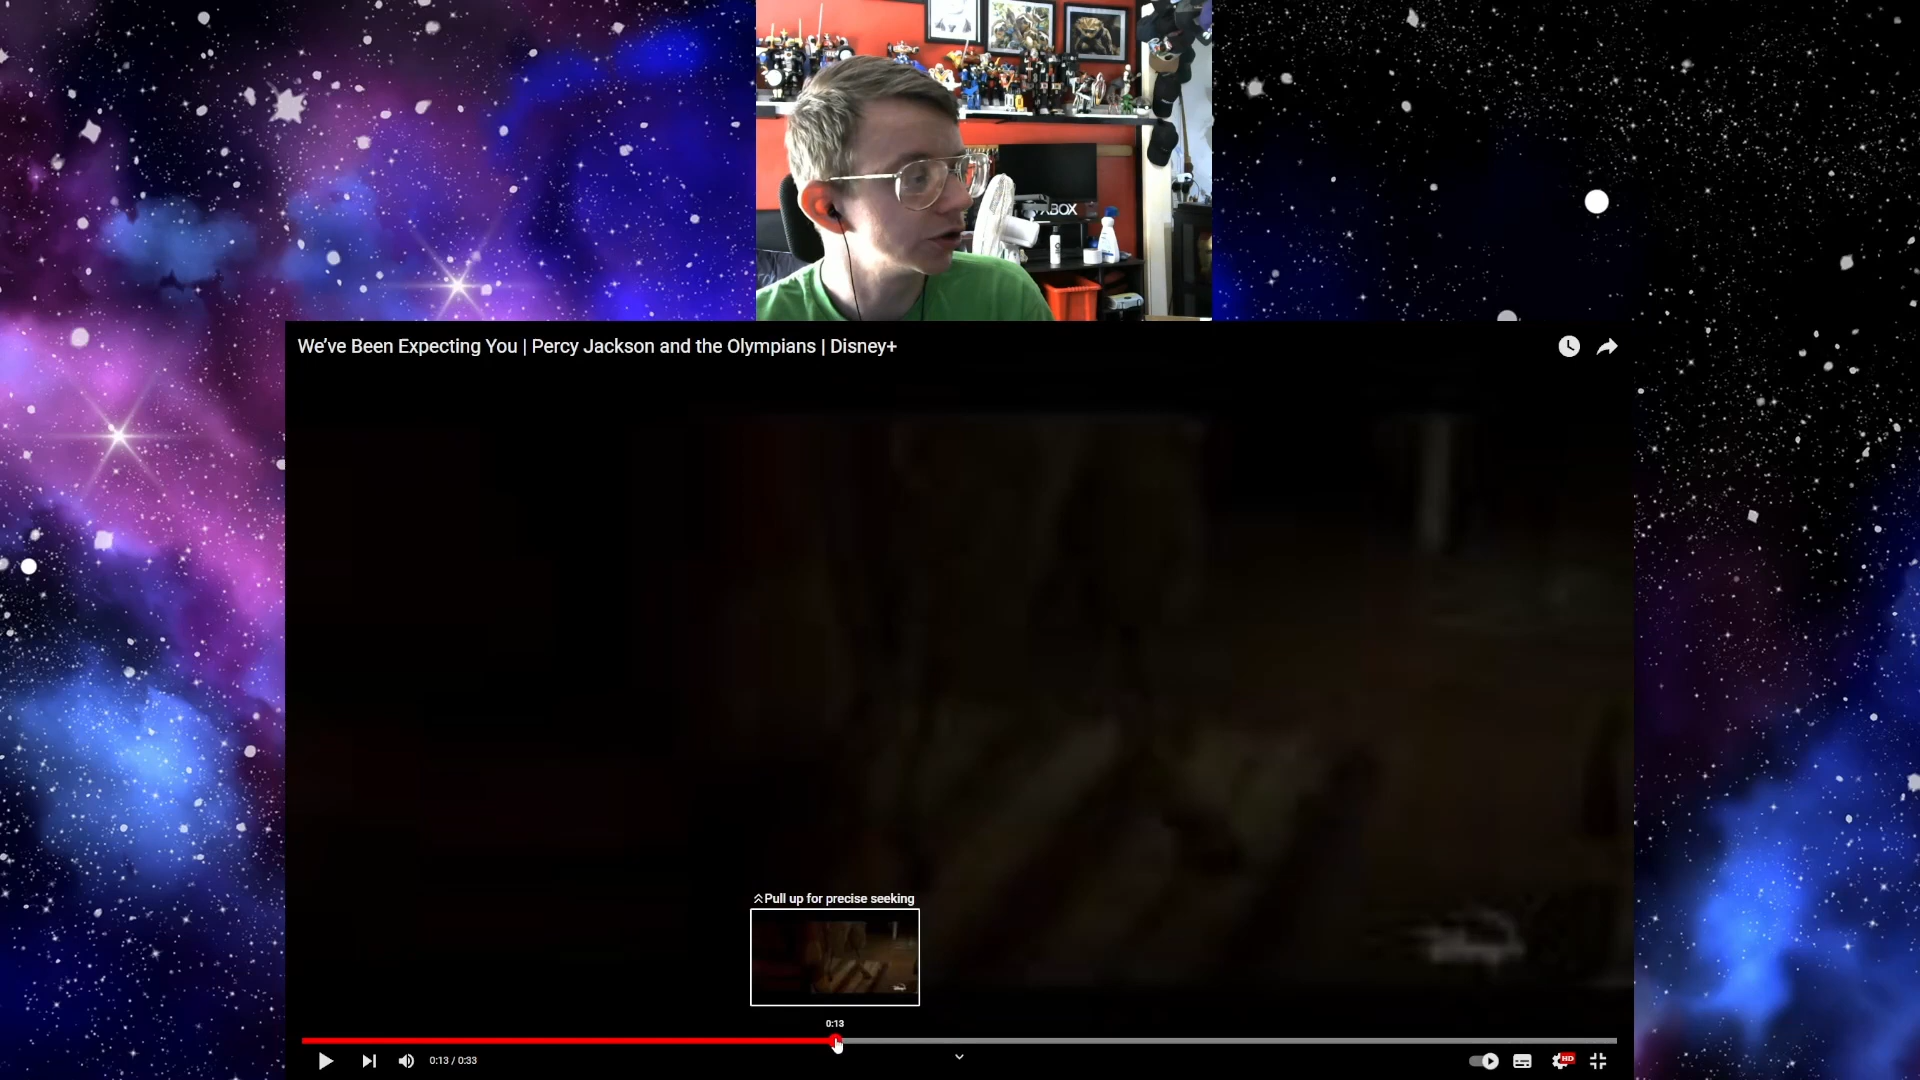 XBOX
We’ve Been Expecting You | Percy Jackson and the Olympians | Disney+
Pull up for precise seeking
0:13
0:13 / 0:33
HD